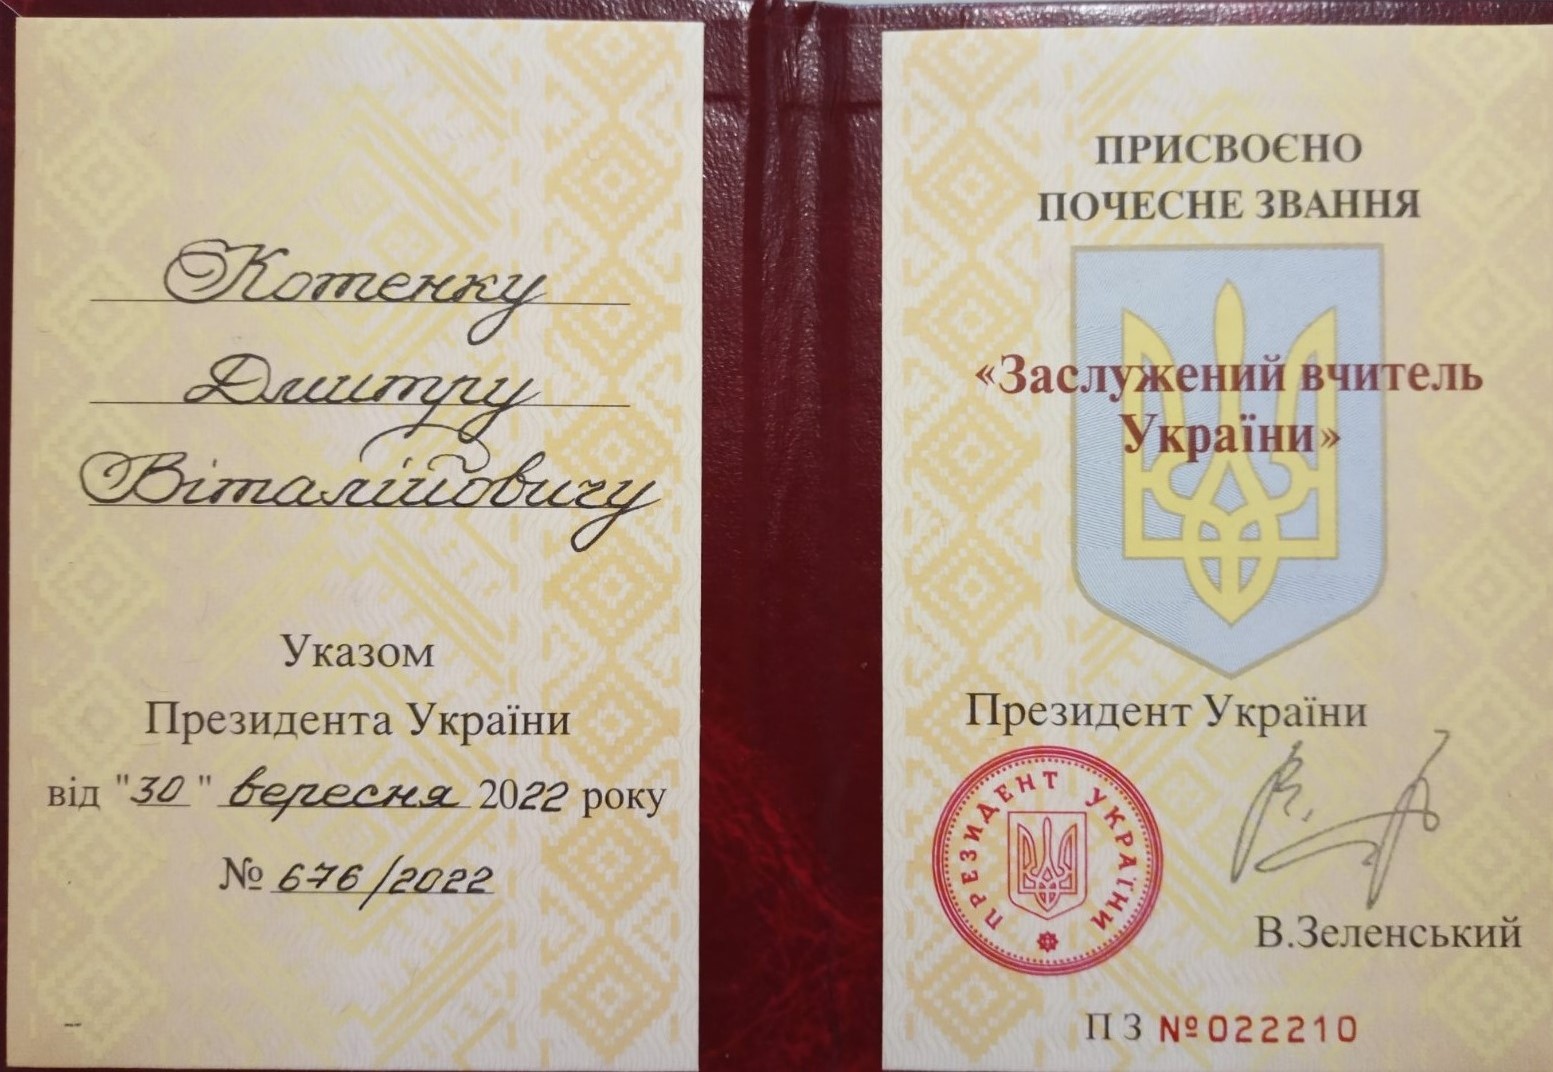 Котенку
Дмитру
Віталійовичу
Указом
Президента України
від "30" вересня 2022 року
№ 676/2022
ПРИСВОЄНО
ПОЧЕСНЕ ЗВАННЯ
«Заслужений вчитель
України»
Президент України
ПРЕЗИДЕНТ УКРАЇНИ
В.Зеленський
ПЗ №022210